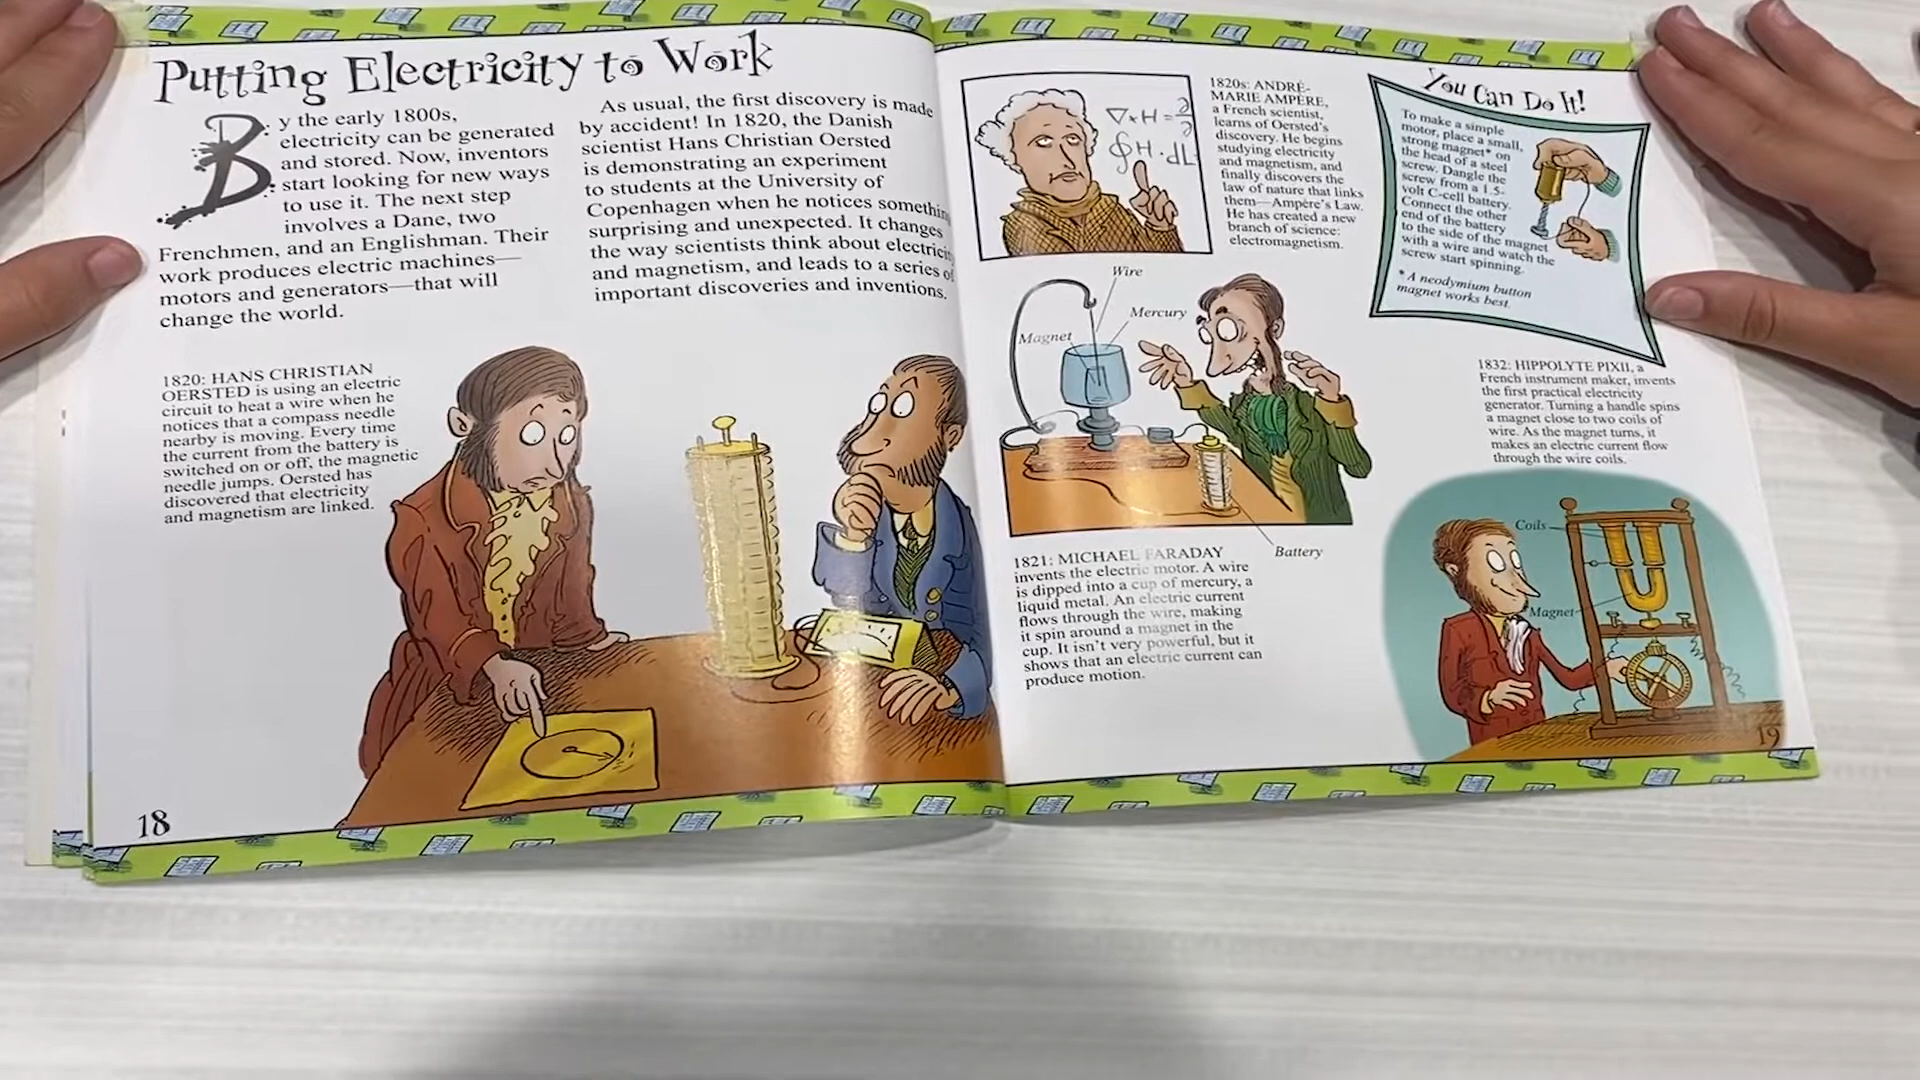 Putting Electricity to Work
By the early 1800s,
electricity can be generated
and stored. Now, inventors
start looking for new ways
to use it. The next step
involves a Dane, two
Frenchmen, and an Englishman. Their
work produces electric machines—
motors and generators—that will
change the world.
As usual, the first discovery is made
by accident! In 1820, the Danish
scientist Hans Christian Oersted
is demonstrating an experiment
to students at the University of
Copenhagen when he notices somethin
surprising and unexpected. It changes
the way scientists think about electrici
and magnetism, and leads to a series of
important discoveries and inventions.
1820: HANS CHRISTIAN
OERSTED is using an electric
circuit to heat a wire when he
notices that a compass needle
nearby is moving. Every time
the current from the battery is
switched on or off, the magnetic
needle jumps. Oersted has
discovered that electricity
and magnetism are linked.
18
∇×H=∂
∂
∮H·dL
1820s: ANDRÉ-
MARIE AMPÈRE,
a French scientist,
learns of Oersted's
discovery. He begins
studying electricity
and magnetism, and
finally discovers the
law of nature that links
them—Ampère's Law.
He has created a new
branch of science:
electromagnetism.
You Can Do It!
To make a simple
motor, place a small,
strong magnet* on
the head of a steel
screw. Dangle the
screw from a 1.5-
volt C-cell battery.
Connect the other
end of the battery
to the side of the magnet
with a wire and watch the
screw start spinning.
*A neodymium button
magnet works best.
Wire
Mercury
Magnet
Battery
1821: MICHAEL FARADAY
invents the electric motor. A wire
is dipped into a cup of mercury, a
liquid metal. An electric current
flows through the wire, making
it spin around a magnet in the
cup. It isn't very powerful, but it
shows that an electric current can
produce motion.
1832: HIPPOLYTE PIXII, a
French instrument maker, invents
the first practical electricity
generator. Turning a handle spins
a magnet close to two coils of
wire. As the magnet turns, it
makes an electric current flow
through the wire coils.
Coils
Magnet
19